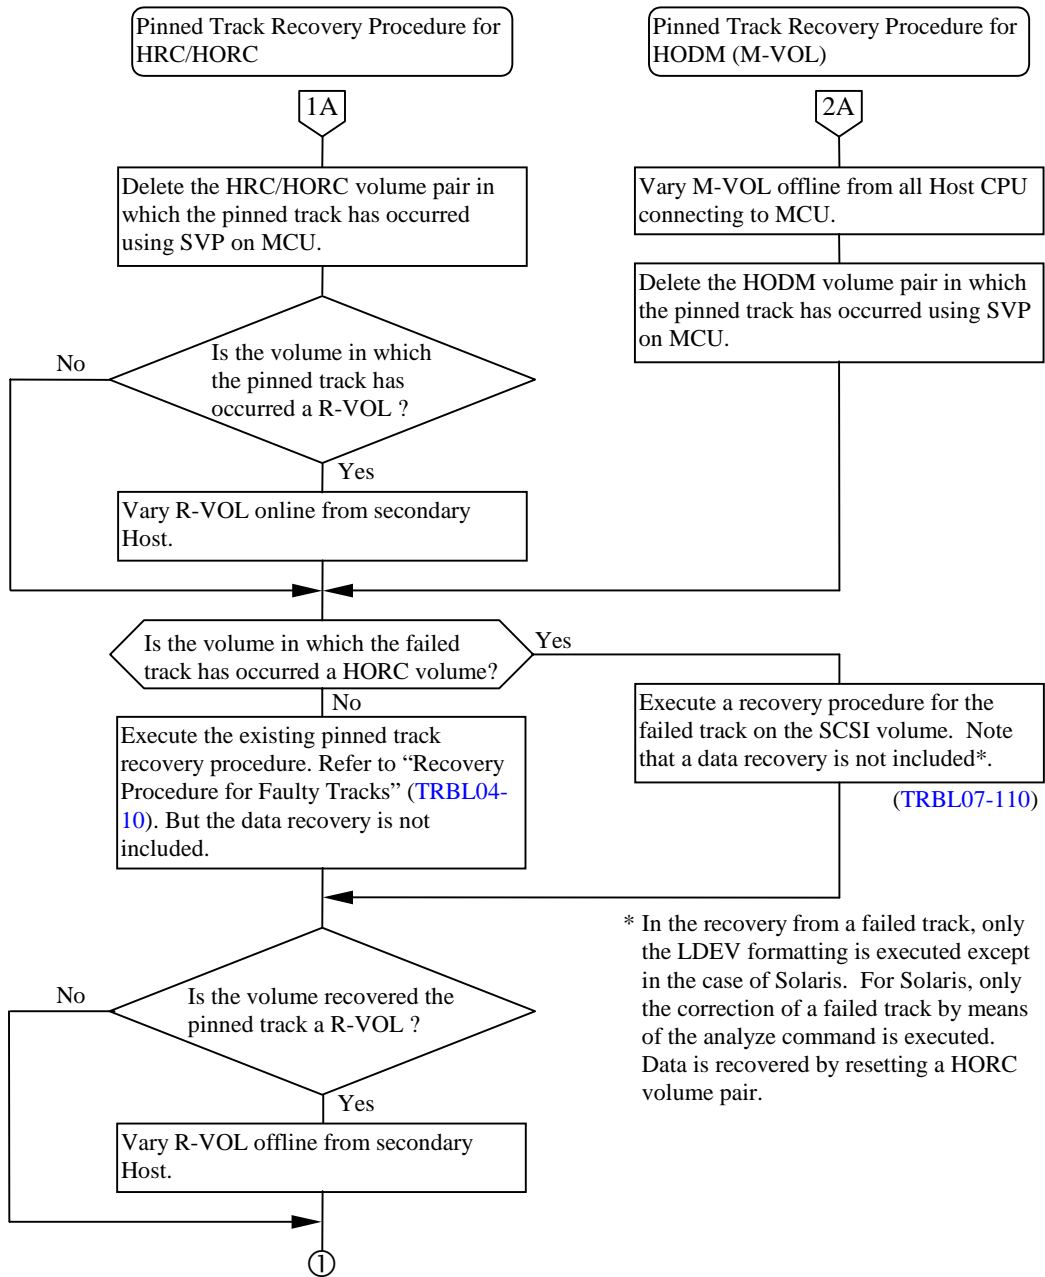 Pinned Track Recovery Procedure for
HRC/HORC
Pinned Track Recovery Procedure for
HODM (M-VOL)
1A
2A
Delete the HRC/HORC volume pair in
which the pinned track has occurred
using SVP on MCU.
Vary M-VOL offline from all Host CPU
connecting to MCU.
Delete the HODM volume pair in which
the pinned track has occurred using SVP
on MCU.
Is the volume in which
the pinned track has
occurred a R-VOL ?
No
Yes
Vary R-VOL online from secondary
Host.
Is the volume in which the failed
track has occurred a HORC volume?
Yes
No
Execute the existing pinned track
recovery procedure. Refer to “Recovery
Procedure for Faulty Tracks” (TRBL04-
10). But the data recovery is not
included.
Execute a recovery procedure for the
failed track on the SCSI volume.  Note
that a data recovery is not included*.
(TRBL07-110)
* In the recovery from a failed track, only
the LDEV formatting is executed except
in the case of Solaris.  For Solaris, only
the correction of a failed track by means
of the analyze command is executed.
Data is recovered by resetting a HORC
volume pair.
No
Is the volume recovered the
pinned track a R-VOL ?
Yes
Vary R-VOL offline from secondary
Host.
①